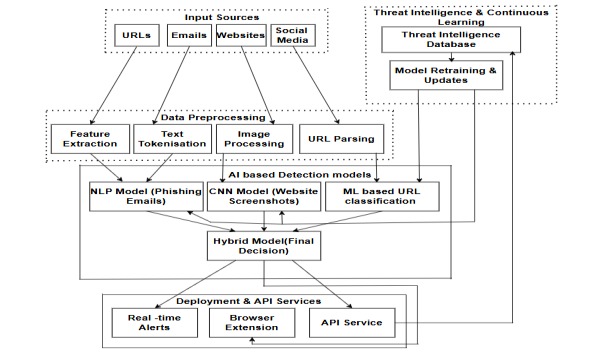 Input Sources
URLs
Emails
Websites
Social
Media
Threat Intelligence & Continuous
Learning
Threat Intelligence
Database
Model Retraining &
Updates
Data Preprocessing
Feature
Extraction
Text
Tokenisation
Image
Processing
URL Parsing
AI based Detection models
NLP Model (Phishing
Emails)
CNN Model (Website
Screenshots)
ML based URL
classification
Hybrid Model(Final
Decision)
Deployment & API Services
Real -time
Alerts
Browser
Extension
API Service